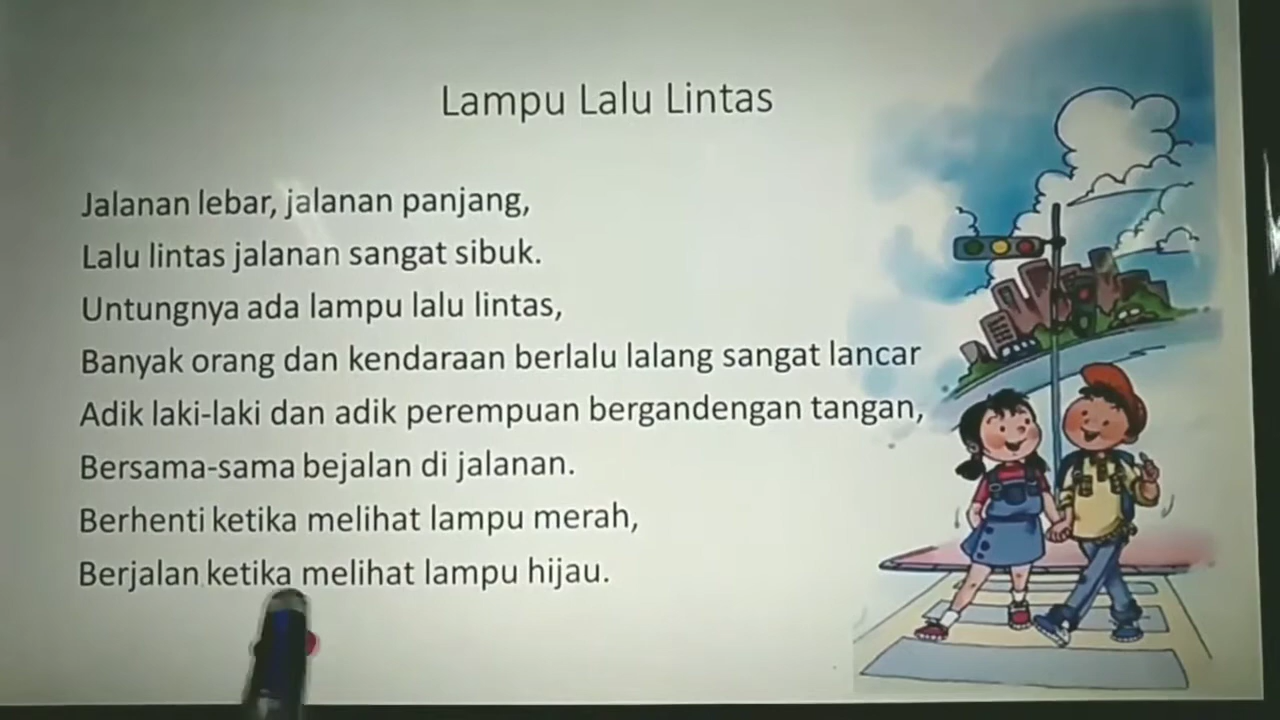 Lampu Lalu Lintas
Jalanan lebar, jalanan panjang,
Lalu lintas jalanan sangat sibuk.
Untungnya ada lampu lalu lintas,
Banyak orang dan kendaraan berlalu lalang sangat lancar
Adik laki-laki dan adik perempuan bergandengan tangan,
Bersama-sama bejalan di jalanan.
Berhenti ketika melihat lampu merah,
Berjalan ketika melihat lampu hijau.